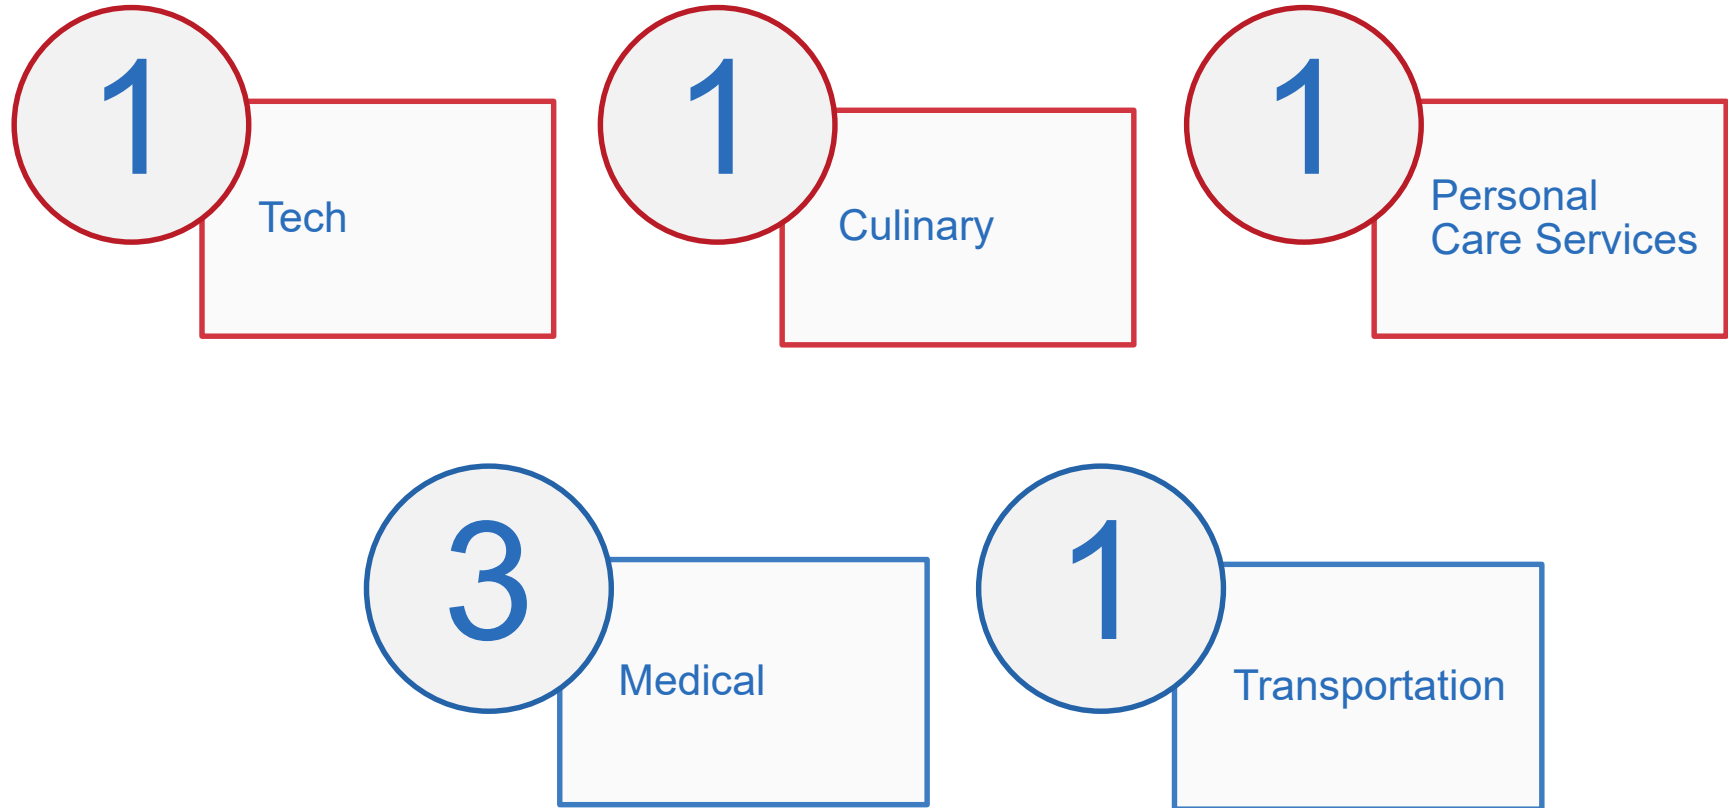 1
Tech
1
Culinary
1
Personal
Care Services
3
Medical
1
Transportation